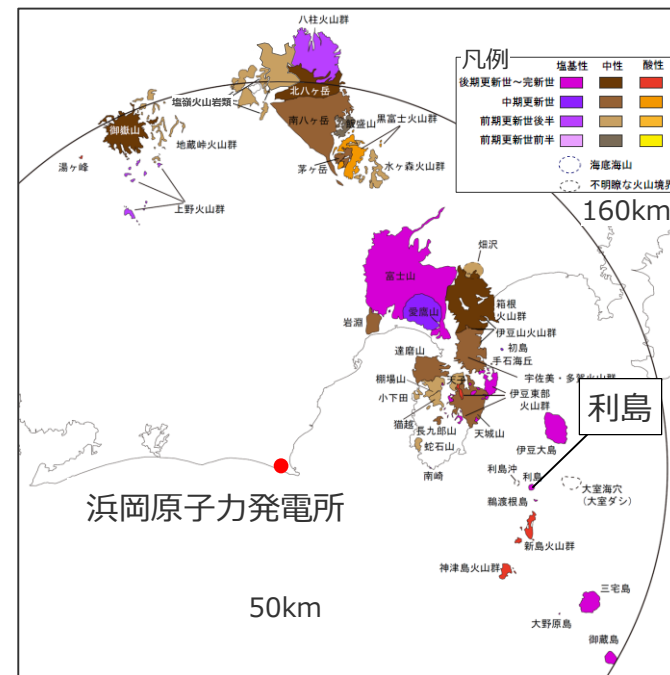 八柱火山群
凡例
塩基性
中性
酸性
後期更新世～完新世
中期更新世
前期更新世後半
前期更新世前半
海底海山
不明瞭な火山境界
160km
北八ヶ岳
塩嶺火山岩類
御嶽山
南八ヶ岳
飯盛山
黒富士火山群
地蔵峠火山群
湯ヶ峰
茅ヶ岳
水ヶ森火山群
上野火山群
畑沢
富士山
愛鷹山
箱根
火山群
岩淵
伊豆山火山群
初島
達磨山
手石海丘
棚場山
天子
宇佐美・多賀火山群
小下田
伊豆東部
火山群
利島
猫越
長九郎山
天城山
蛇石山
伊豆大島
南崎
利島沖
利島
大室海穴
(大室ダシ)
鵜渡根島
浜岡原子力発電所
新島火山群
神津島火山群
50km
三宅島
大野原島
御蔵島